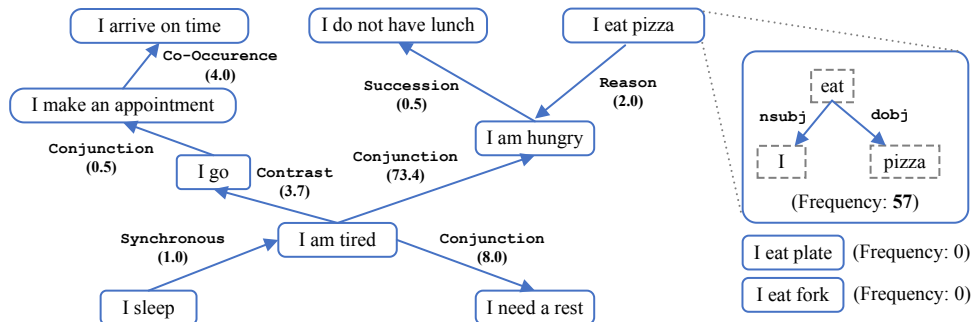 I arrive on time
I do not have lunch
I eat pizza
Co-Occurence
(4.0)
Succession
(0.5)
Reason
(2.0)
I make an appointment
I am hungry
Conjunction
(0.5)
I go
Contrast
(3.7)
Conjunction
(73.4)
Synchronous
(1.0)
I am tired
Conjunction
(8.0)
I sleep
I need a rest
eat
nsubj
dobj
I
pizza
(Frequency: 57)
I eat plate (Frequency: 0)
I eat fork (Frequency: 0)